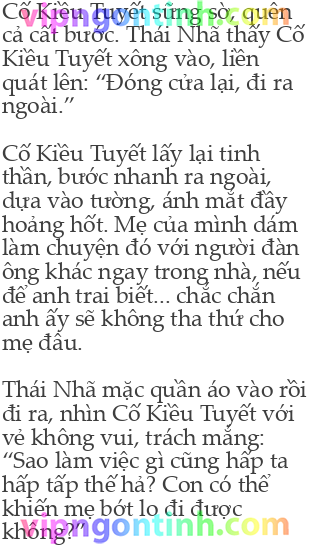 Cố Kiều Tuyết sững sờ, quên
cả cất bước. Thái Nhã thấy Cố
Kiều Tuyết xông vào, liền
quát lên: “Đóng cửa lại, đi ra
ngoài.”
Cố Kiều Tuyết lấy lại tinh
thần, bước nhanh ra ngoài,
dựa vào tường, ánh mắt đầy
hoảng hốt. Mẹ của mình dám
làm chuyện đó với người đàn
ông khác ngay trong nhà, nếu
để anh trai biết... chắc chắn
anh ấy sẽ không tha thứ cho
mẹ đâu.
Thái Nhã mặc quần áo vào rồi
đi ra, nhìn Cố Kiều Tuyết với
vẻ không vui, trách mắng:
“Sao làm việc gì cũng hấp ta
hấp tấp thế hả? Con có thể
khiến mẹ bớt lo đi được
không?”
vipngontinh.com
vipngontinh.com